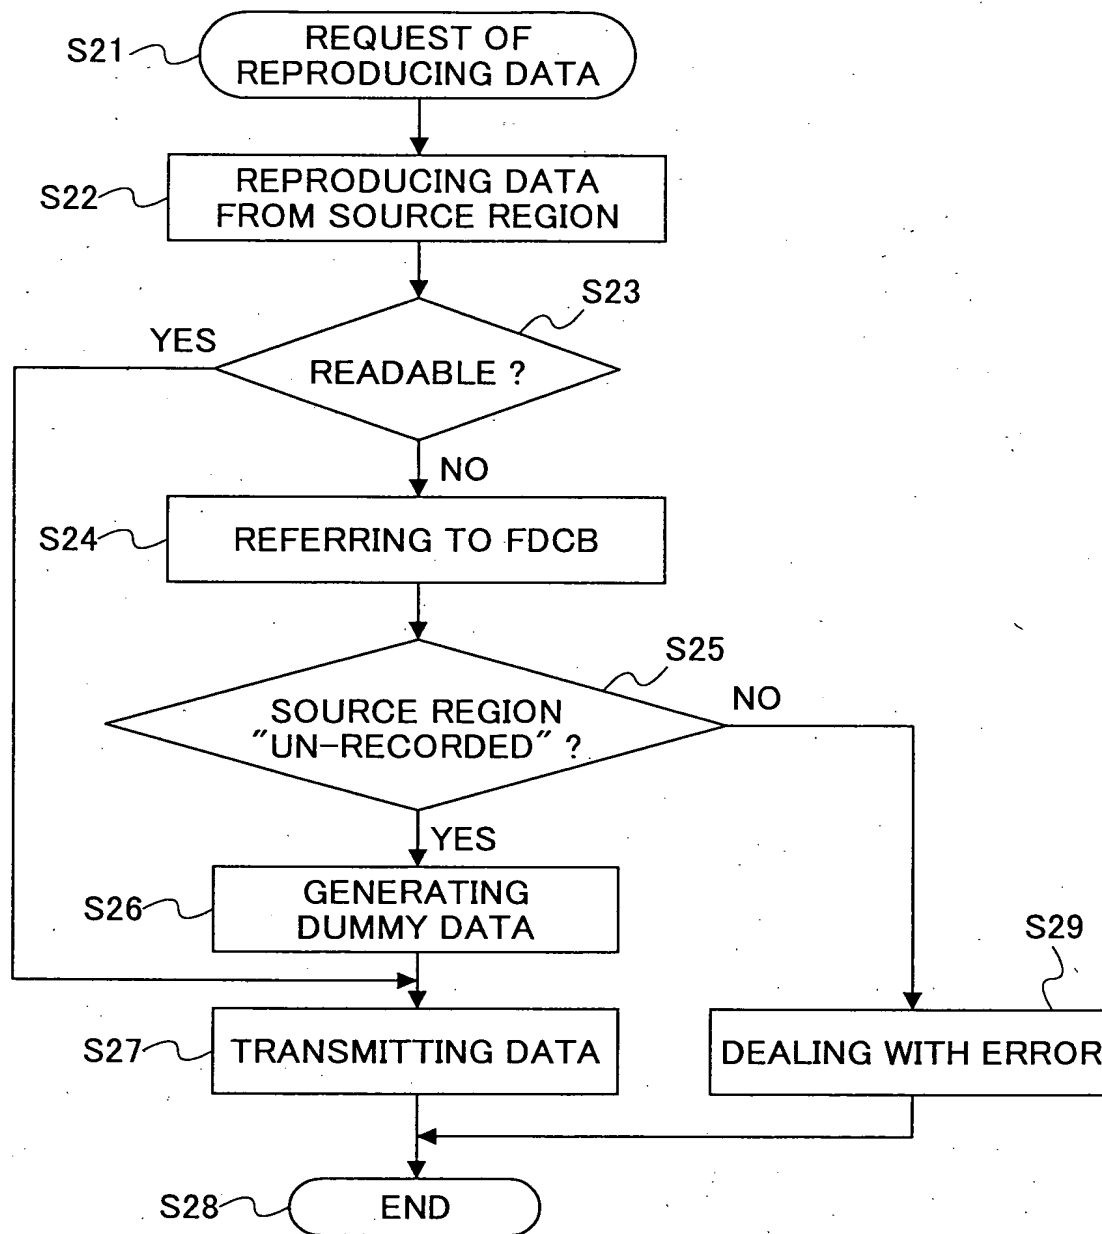 S21
REQUEST OF
REPRODUCING DATA
S22
REPRODUCING DATA
FROM SOURCE REGION
S23
YES
READABLE ?
NO
S24
REFERRING TO FDCB
S25
NO
SOURCE REGION
"UN-RECORDED" ?
YES
S26
GENERATING
DUMMY DATA
S29
S27
TRANSMITTING DATA
DEALING WITH ERROR
S28
END